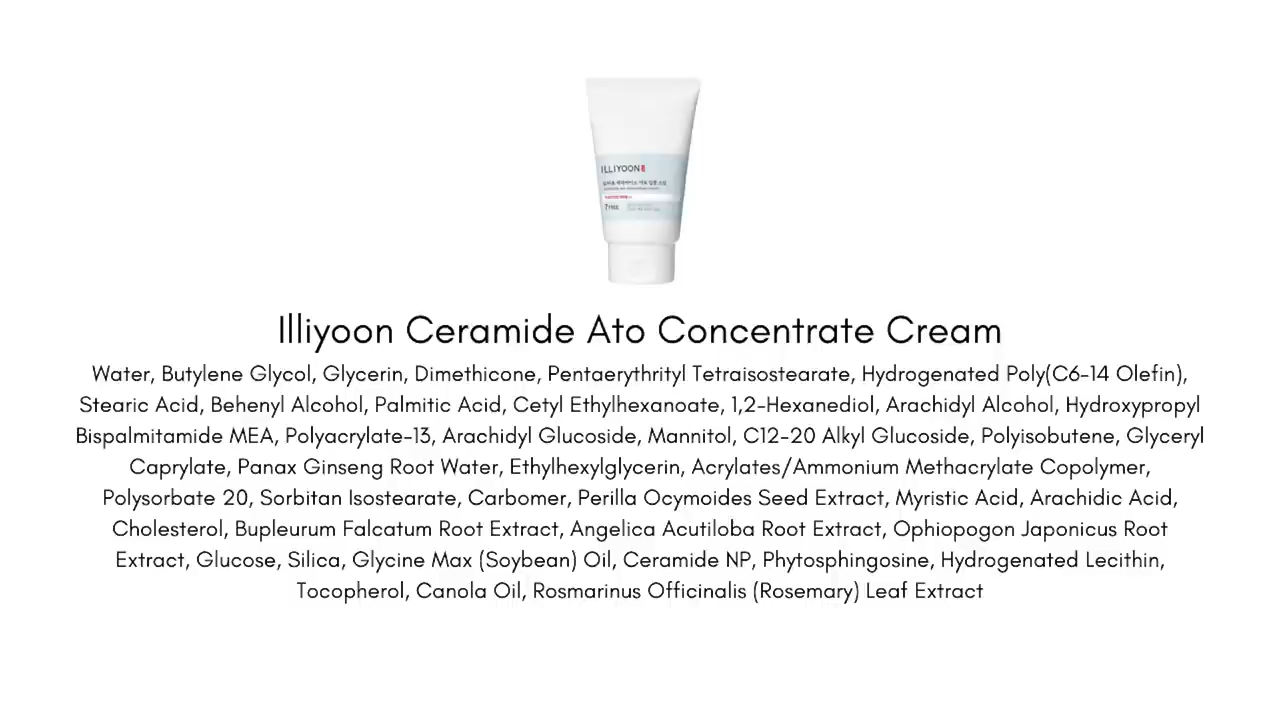 ILLIYOON
7 FREE
Illiyoon Ceramide Ato Concentrate Cream
Water, Butylene Glycol, Glycerin, Dimethicone, Pentaerythrityl Tetraisostearate, Hydrogenated Poly(C6-14 Olefin),
Stearic Acid, Behenyl Alcohol, Palmitic Acid, Cetyl Ethylhexanoate, 1,2-Hexanediol, Arachidyl Alcohol, Hydroxypropyl
Bispalmitamide MEA, Polyacrylate-13, Arachidyl Glucoside, Mannitol, C12-20 Alkyl Glucoside, Polyisobutene, Glyceryl
Caprylate, Panax Ginseng Root Water, Ethylhexylglycerin, Acrylates/Ammonium Methacrylate Copolymer,
Polysorbate 20, Sorbitan Isostearate, Carbomer, Perilla Ocymoides Seed Extract, Myristic Acid, Arachidic Acid,
Cholesterol, Bupleurum Falcatum Root Extract, Angelica Acutiloba Root Extract, Ophiopogon Japonicus Root
Extract, Glucose, Silica, Glycine Max (Soybean) Oil, Ceramide NP, Phytosphingosine, Hydrogenated Lecithin,
Tocopherol, Canola Oil, Rosmarinus Officinalis (Rosemary) Leaf Extract